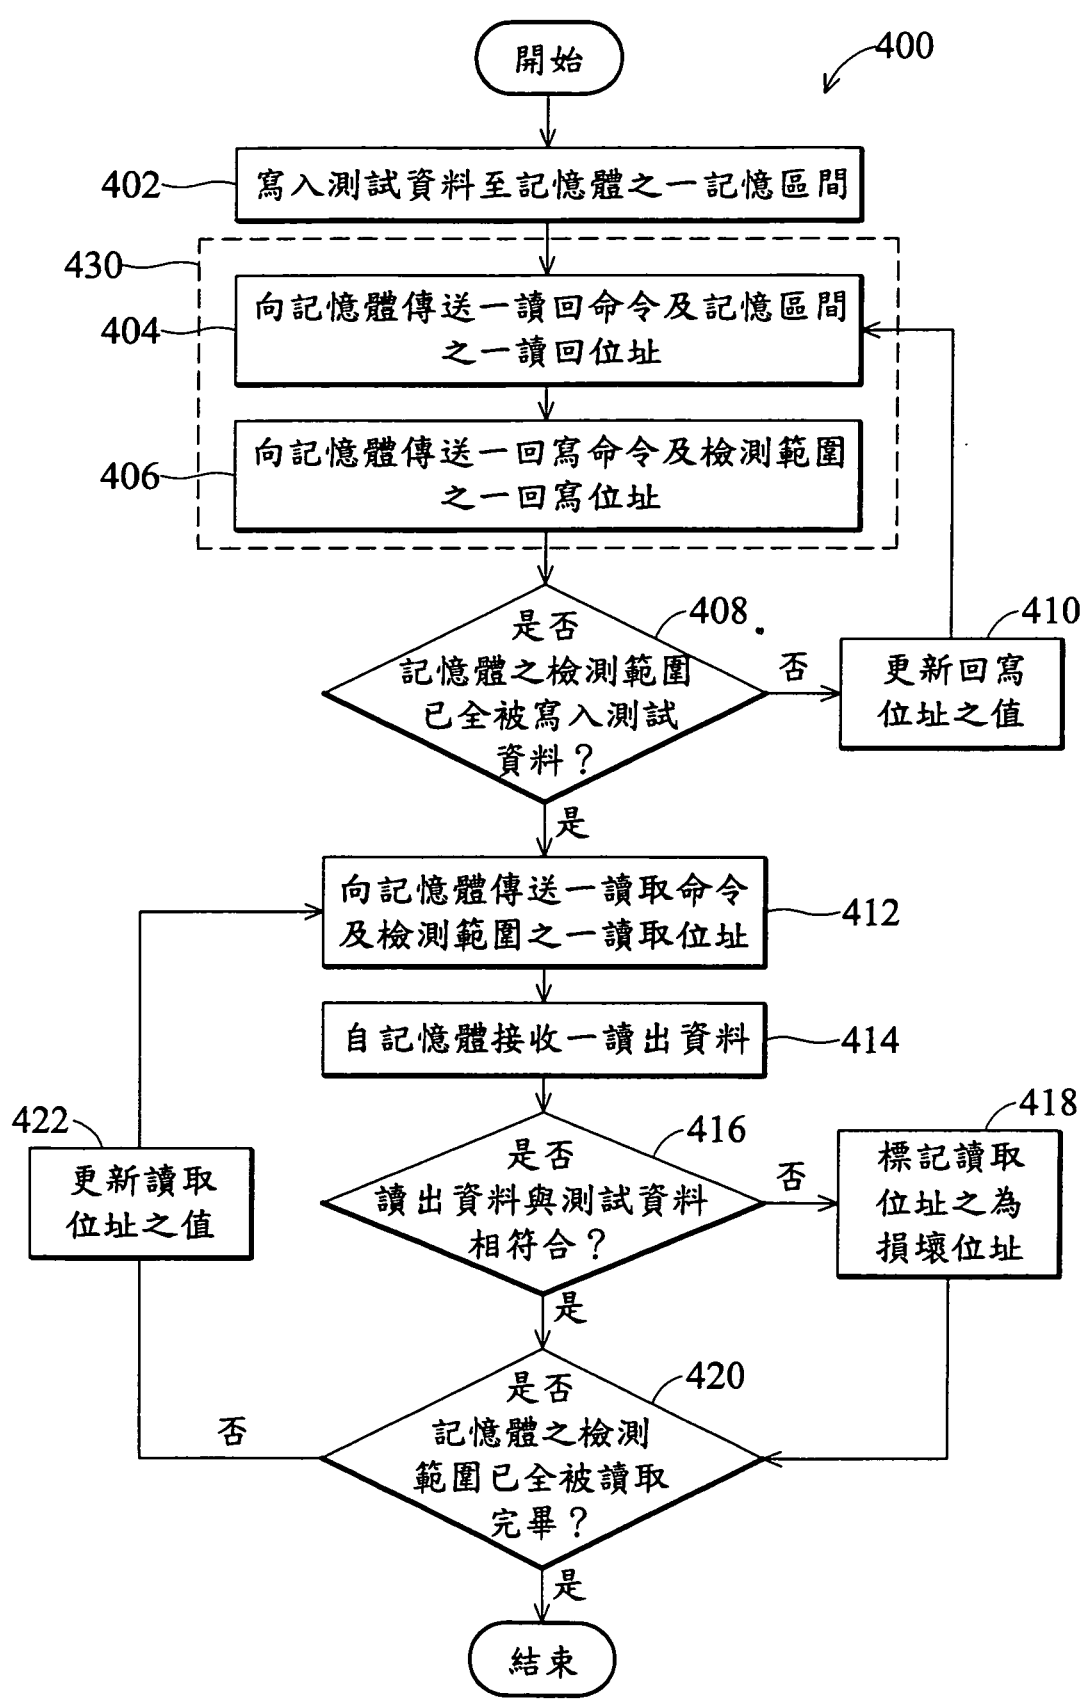 開始
400
402
寫入測試資料至記憶體之一記憶區間
430
404
向記憶體傳送一讀回命令及記憶區間
之一讀回位址
406
向記憶體傳送一回寫命令及檢測範圍
之一回寫位址
408
是否
記憶體之檢測範圍
已全被寫入測試
資料？
否
410
更新回寫
位址之值
是
向記憶體傳送一讀取命令
及檢測範圍之一讀取位址
412
自記憶體接收一讀出資料
414
422
更新讀取
位址之值
416
是否
讀出資料與測試資料
相符合？
否
418
標記讀取
位址之為
損壞位址
是
420
是否
記憶體之檢測
範圍已全被讀取
完畢？
否
是
結束